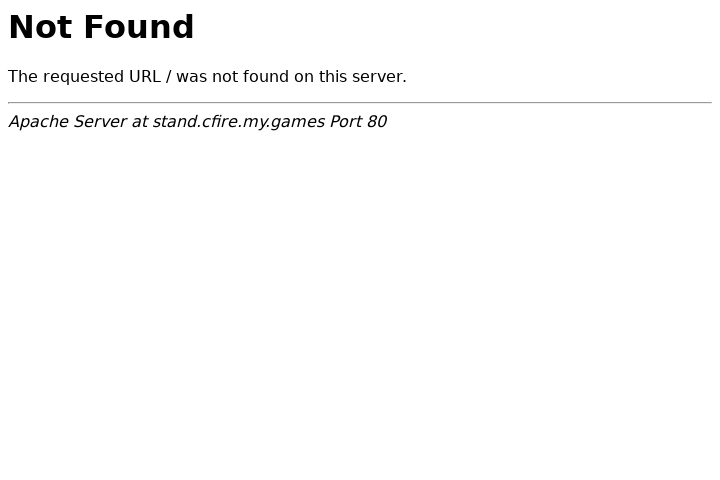 Not Found
The requested URL / was not found on this server.
Apache Server at stand.cfire.my.games Port 80